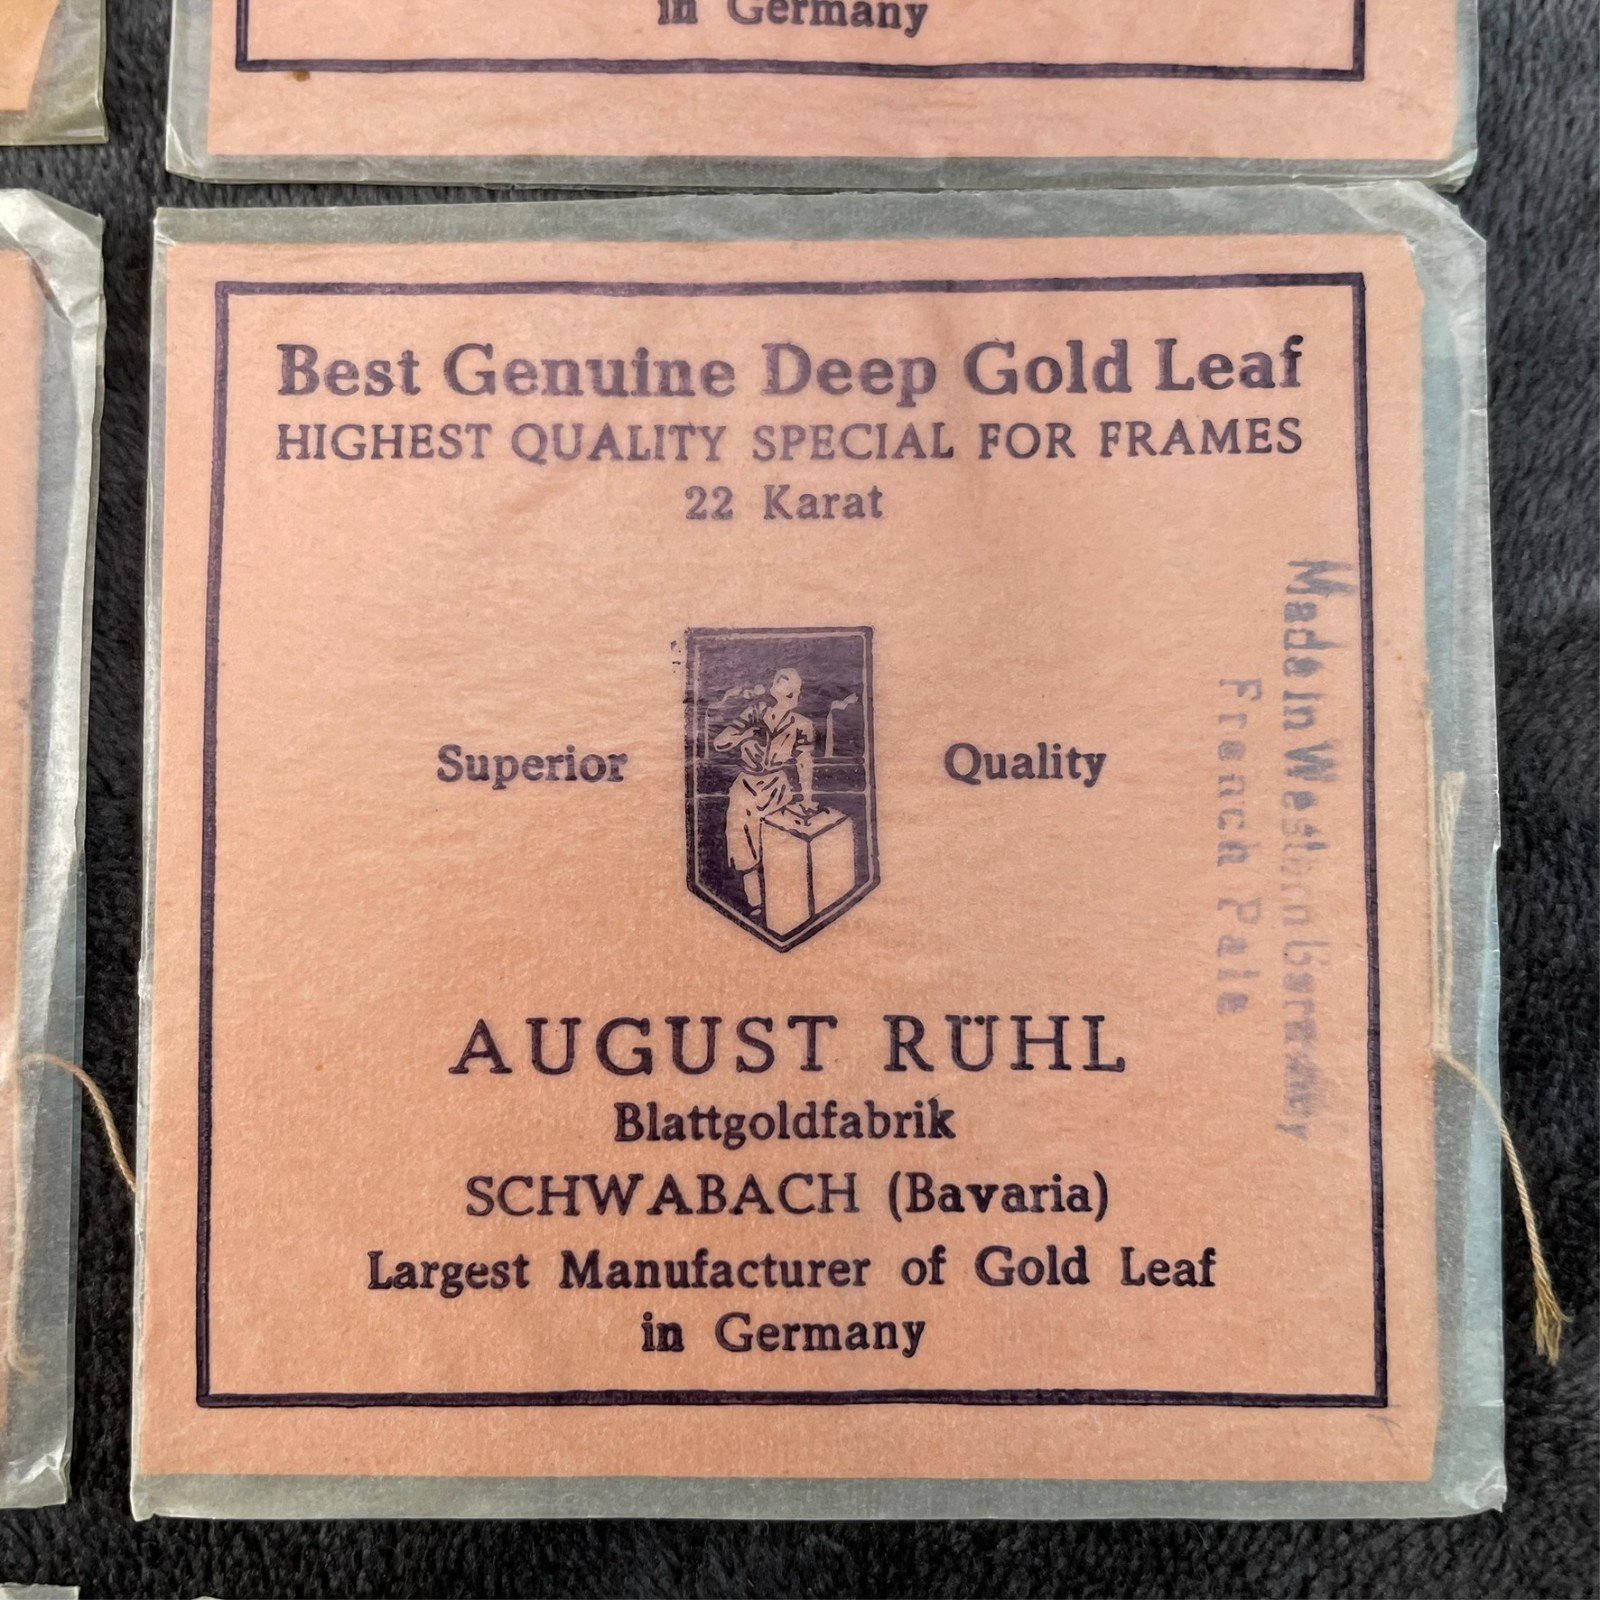 in Germany
Best Genuine Deep Gold Leaf
HIGHEST QUALITY SPECIAL FOR FRAMES
22 Karat
Superior Quality
AUGUST RÜHL
Blattgoldfabrik
SCHWABACH (Bavaria)
Largest Manufacturer of Gold Leaf
in Germany
Made in Western Germany
French Pale